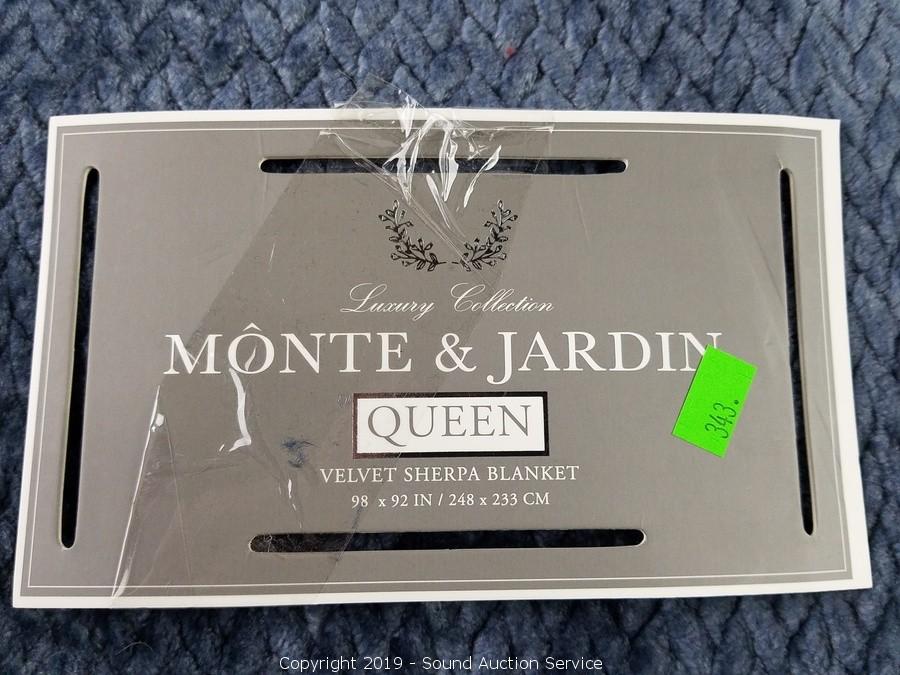 Luxury Collection
MÔNTE & JARDIN
QUEEN
343.
VELVET SHERPA BLANKET
98 x 92 IN / 248 x 233 CM
Copyright 2019 - Sound Auction Service